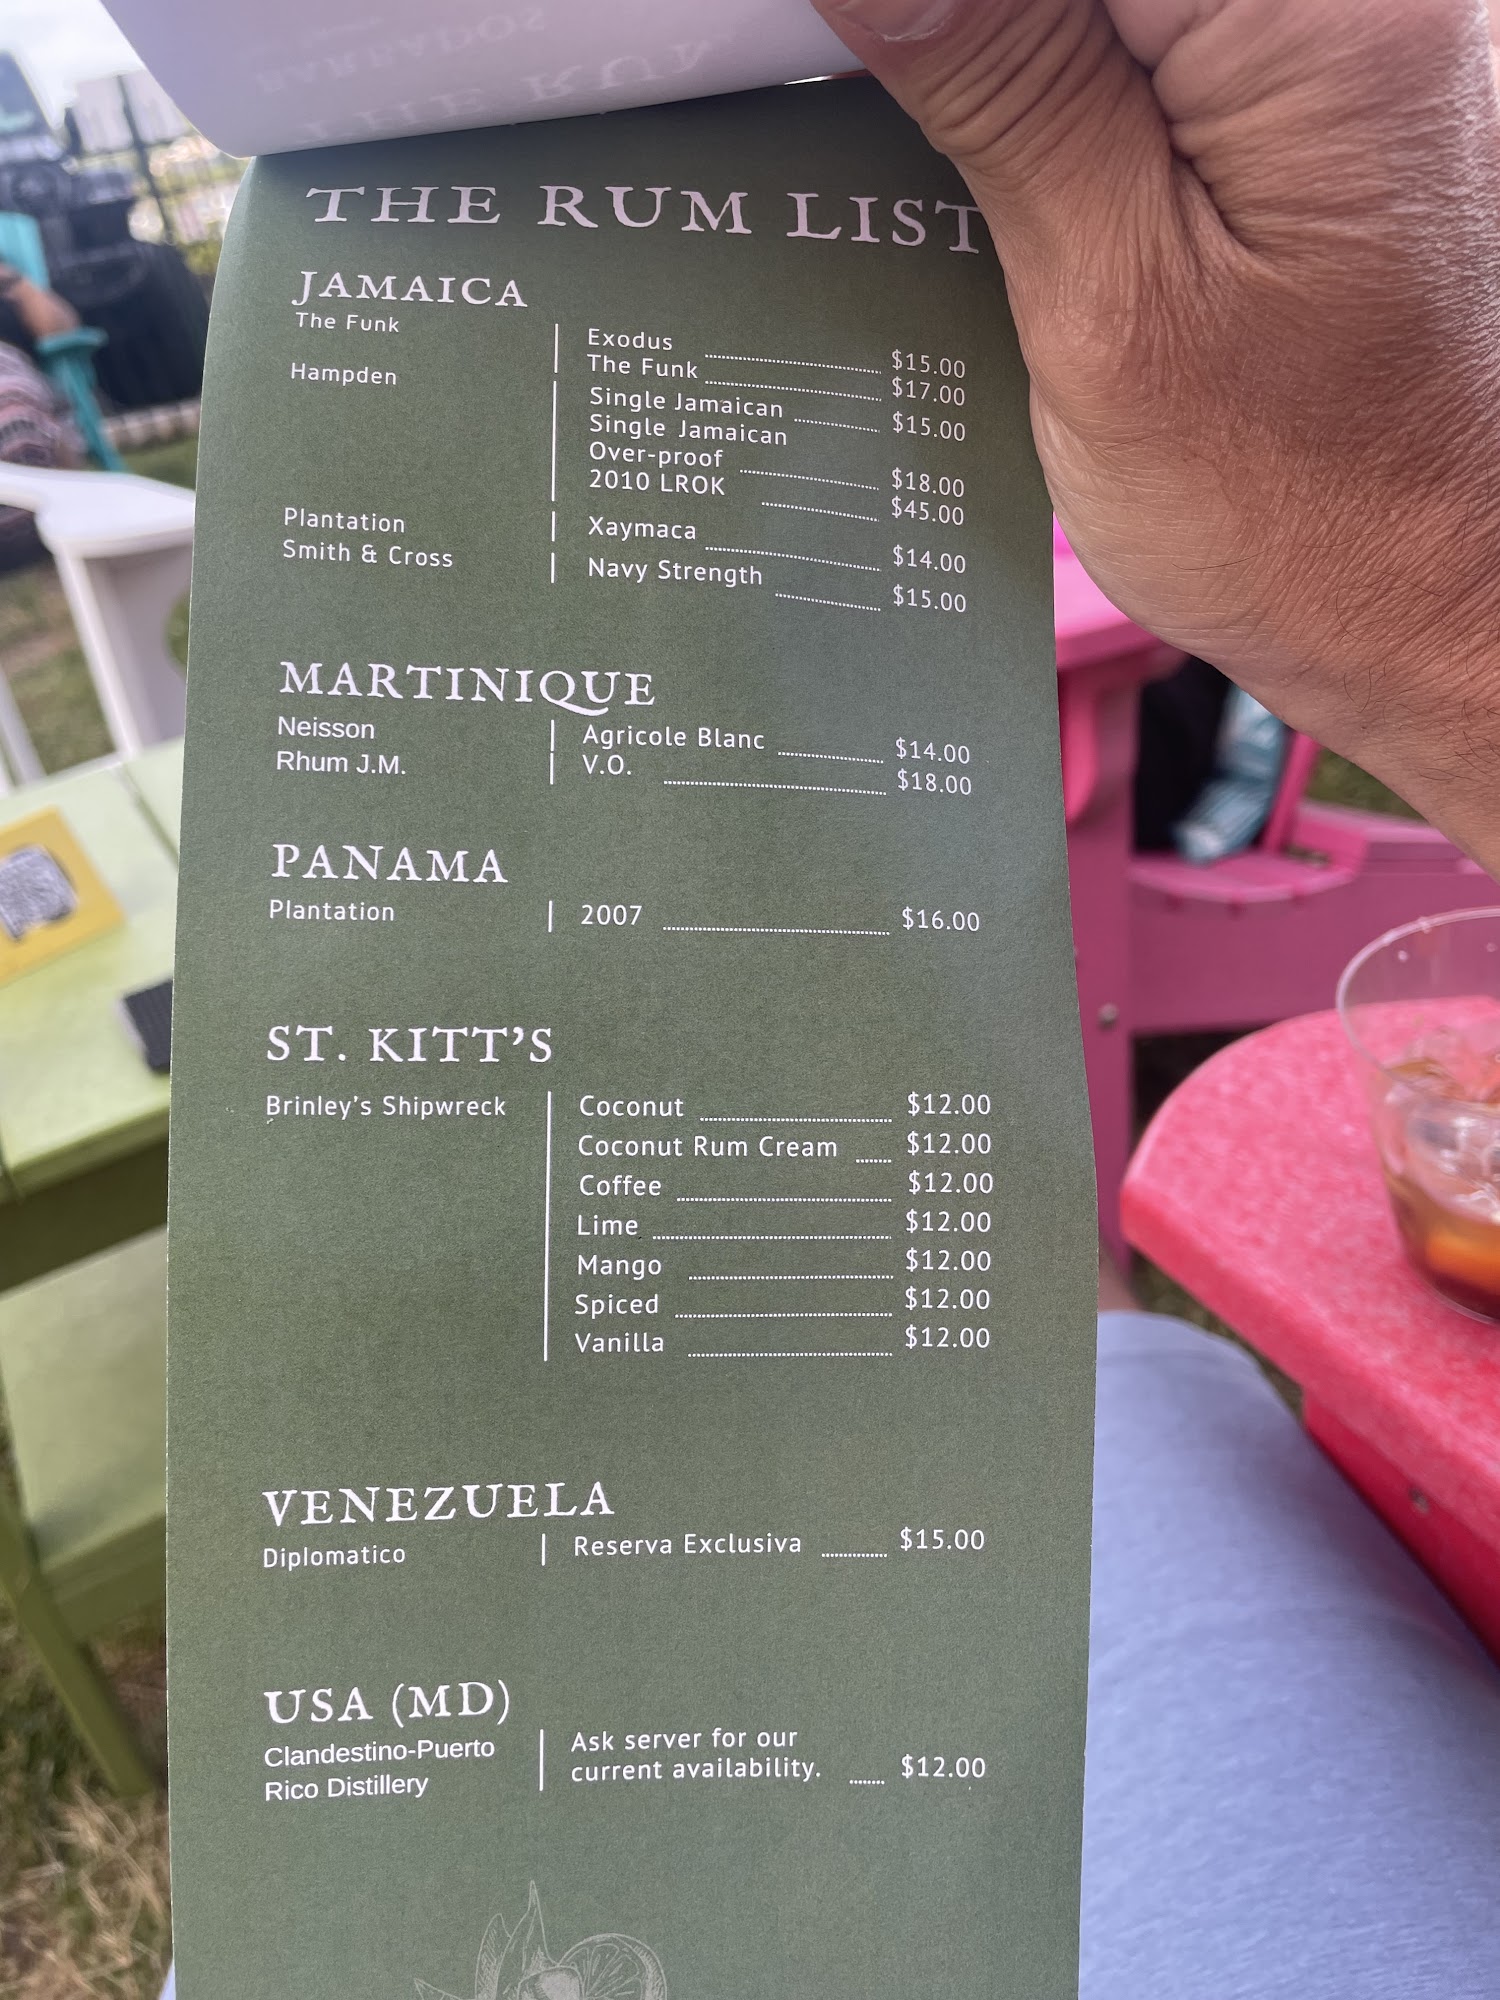 BARBADOS
THE RUM
THE RUM LIST
JAMAICA
The Funk | Exodus $15.00
The Funk $17.00
Hampden | Single Jamaican $15.00
Single Jamaican
Over-proof $18.00
2010 LROK $45.00
Plantation | Xaymaca $14.00
Smith & Cross | Navy Strength $15.00
MARTINIQUE
Neisson | Agricole Blanc $14.00
Rhum J.M. | V.O. $18.00
PANAMA
Plantation | 2007 $16.00
ST. KITT'S
Brinley's Shipwreck | Coconut $12.00
Coconut Rum Cream $12.00
Coffee $12.00
Lime $12.00
Mango $12.00
Spiced $12.00
Vanilla $12.00
VENEZUELA
Diplomatico | Reserva Exclusiva $15.00
USA (MD)
Clandestino-Puerto | Ask server for our
Rico Distillery current availability. $12.00